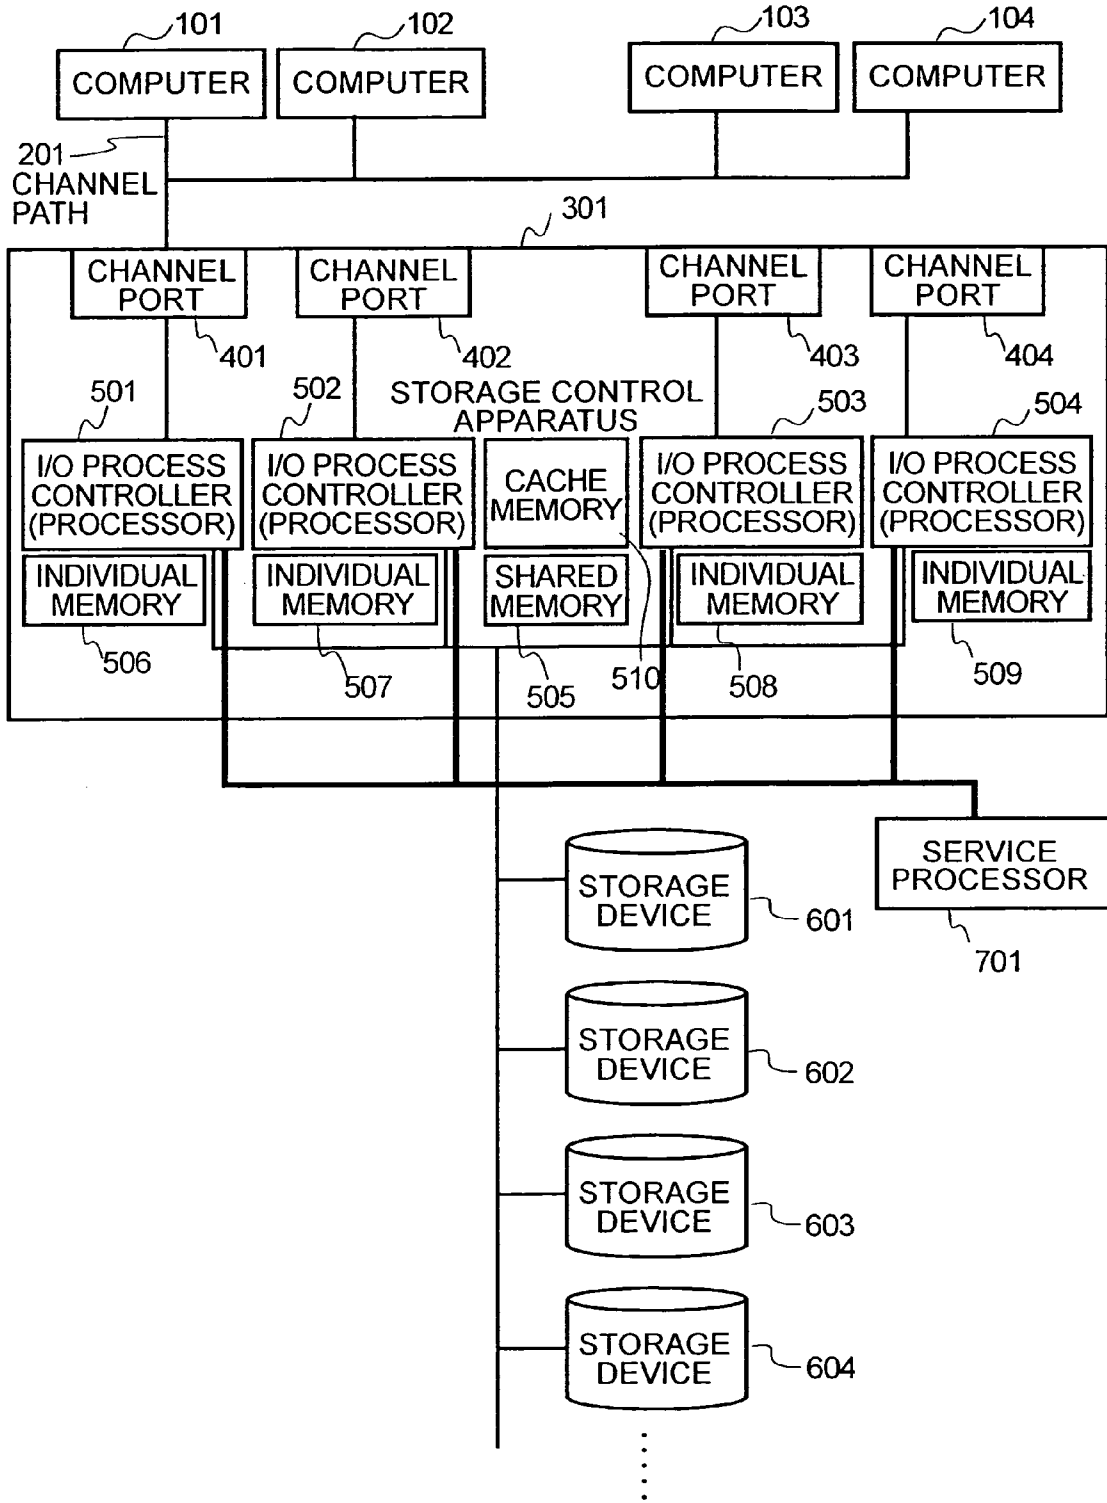 101
102
103
104
COMPUTER
COMPUTER
COMPUTER
COMPUTER
201
CHANNEL
PATH
301
CHANNEL
PORT
CHANNEL
PORT
CHANNEL
PORT
CHANNEL
PORT
401
402
403
404
STORAGE CONTROL
APPARATUS
501
502
503
504
I/O PROCESS
CONTROLLER
(PROCESSOR)
I/O PROCESS
CONTROLLER
(PROCESSOR)
CACHE
MEMORY
I/O PROCESS
CONTROLLER
(PROCESSOR)
I/O PROCESS
CONTROLLER
(PROCESSOR)
INDIVIDUAL
MEMORY
INDIVIDUAL
MEMORY
SHARED
MEMORY
INDIVIDUAL
MEMORY
INDIVIDUAL
MEMORY
506
507
505
510
508
509
SERVICE
PROCESSOR
701
STORAGE
DEVICE
601
STORAGE
DEVICE
602
STORAGE
DEVICE
603
STORAGE
DEVICE
604